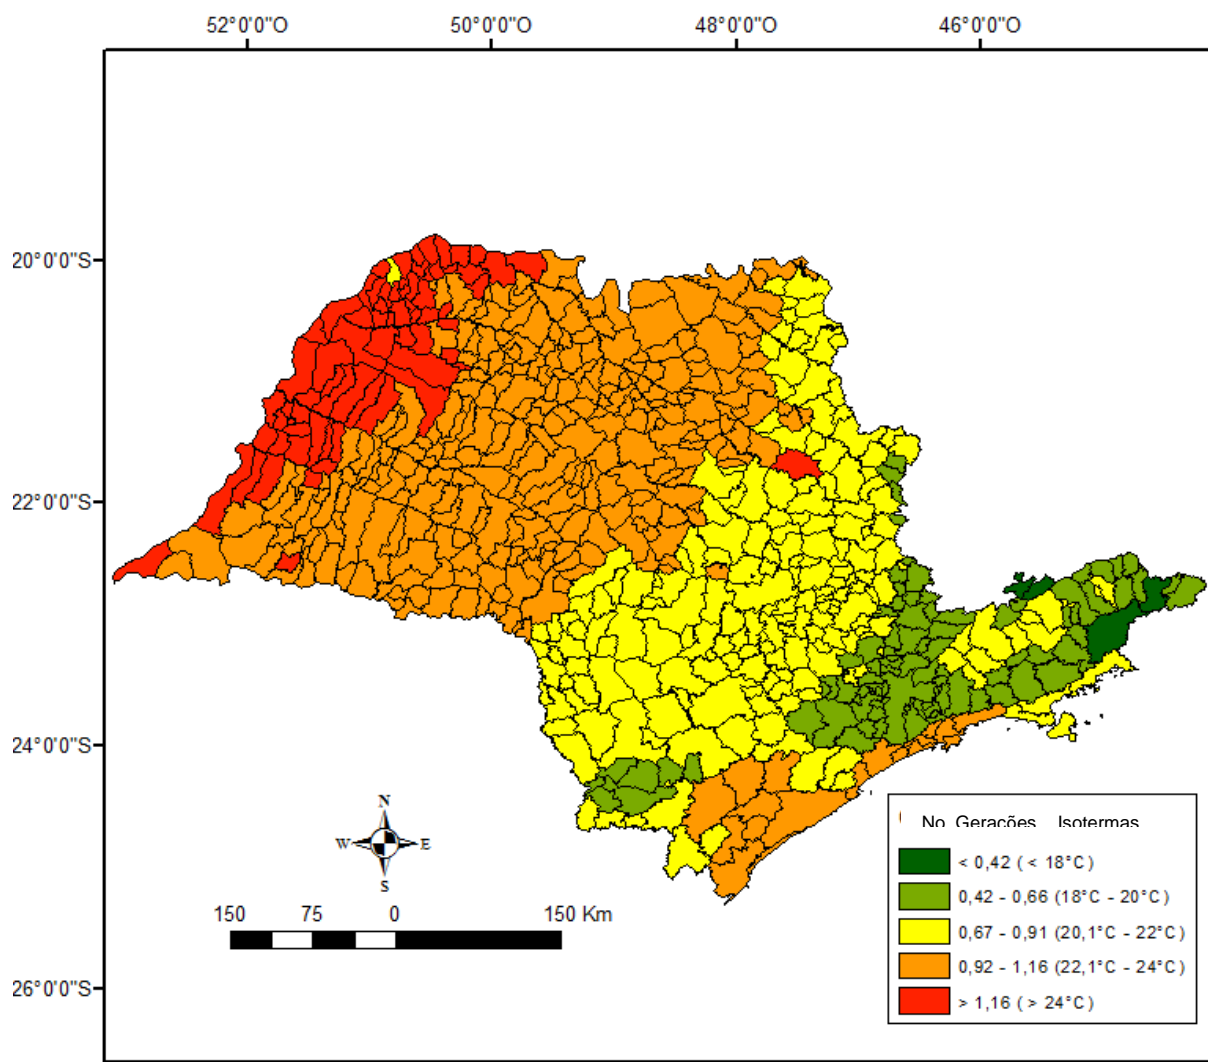 52°0'0"O 50°0'0"O 48°0'0"O 46°0'0"O
20°0'0"S
22°0'0"S
24°0'0"S
26°0'0"S
N
W E
S
150 75 0 150 Km
No Gerações Isotermas
< 0,42 ( < 18°C)
0,42 - 0,66 (18°C - 20°C)
0,67 - 0,91 (20,1°C - 22°C)
0,92 - 1,16 (22,1°C - 24°C)
> 1,16 ( > 24°C)